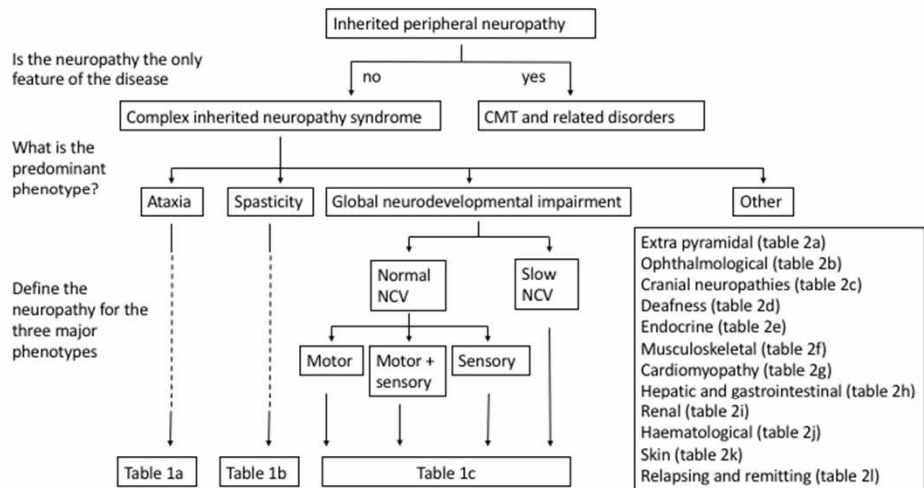 Inherited peripheral neuropathy
Is the neuropathy the only
feature of the disease
no
yes
Complex inherited neuropathy syndrome
CMT and related disorders
What is the
predominant
phenotype?
Ataxia
Spasticity
Global neurodevelopmental impairment
Other
Define the
neuropathy for the
three major
phenotypes
Normal
NCV
Slow
NCV
Motor
Motor +
sensory
Sensory
Table 1a
Table 1b
Table 1c
Extra pyramidal (table 2a)
Ophthalmological (table 2b)
Cranial neuropathies (table 2c)
Deafness (table 2d)
Endocrine (table 2e)
Musculoskeletal (table 2f)
Cardiomyopathy (table 2g)
Hepatic and gastrointestinal (table 2h)
Renal (table 2i)
Haematological (table 2j)
Skin (table 2k)
Relapsing and remitting (table 2l)